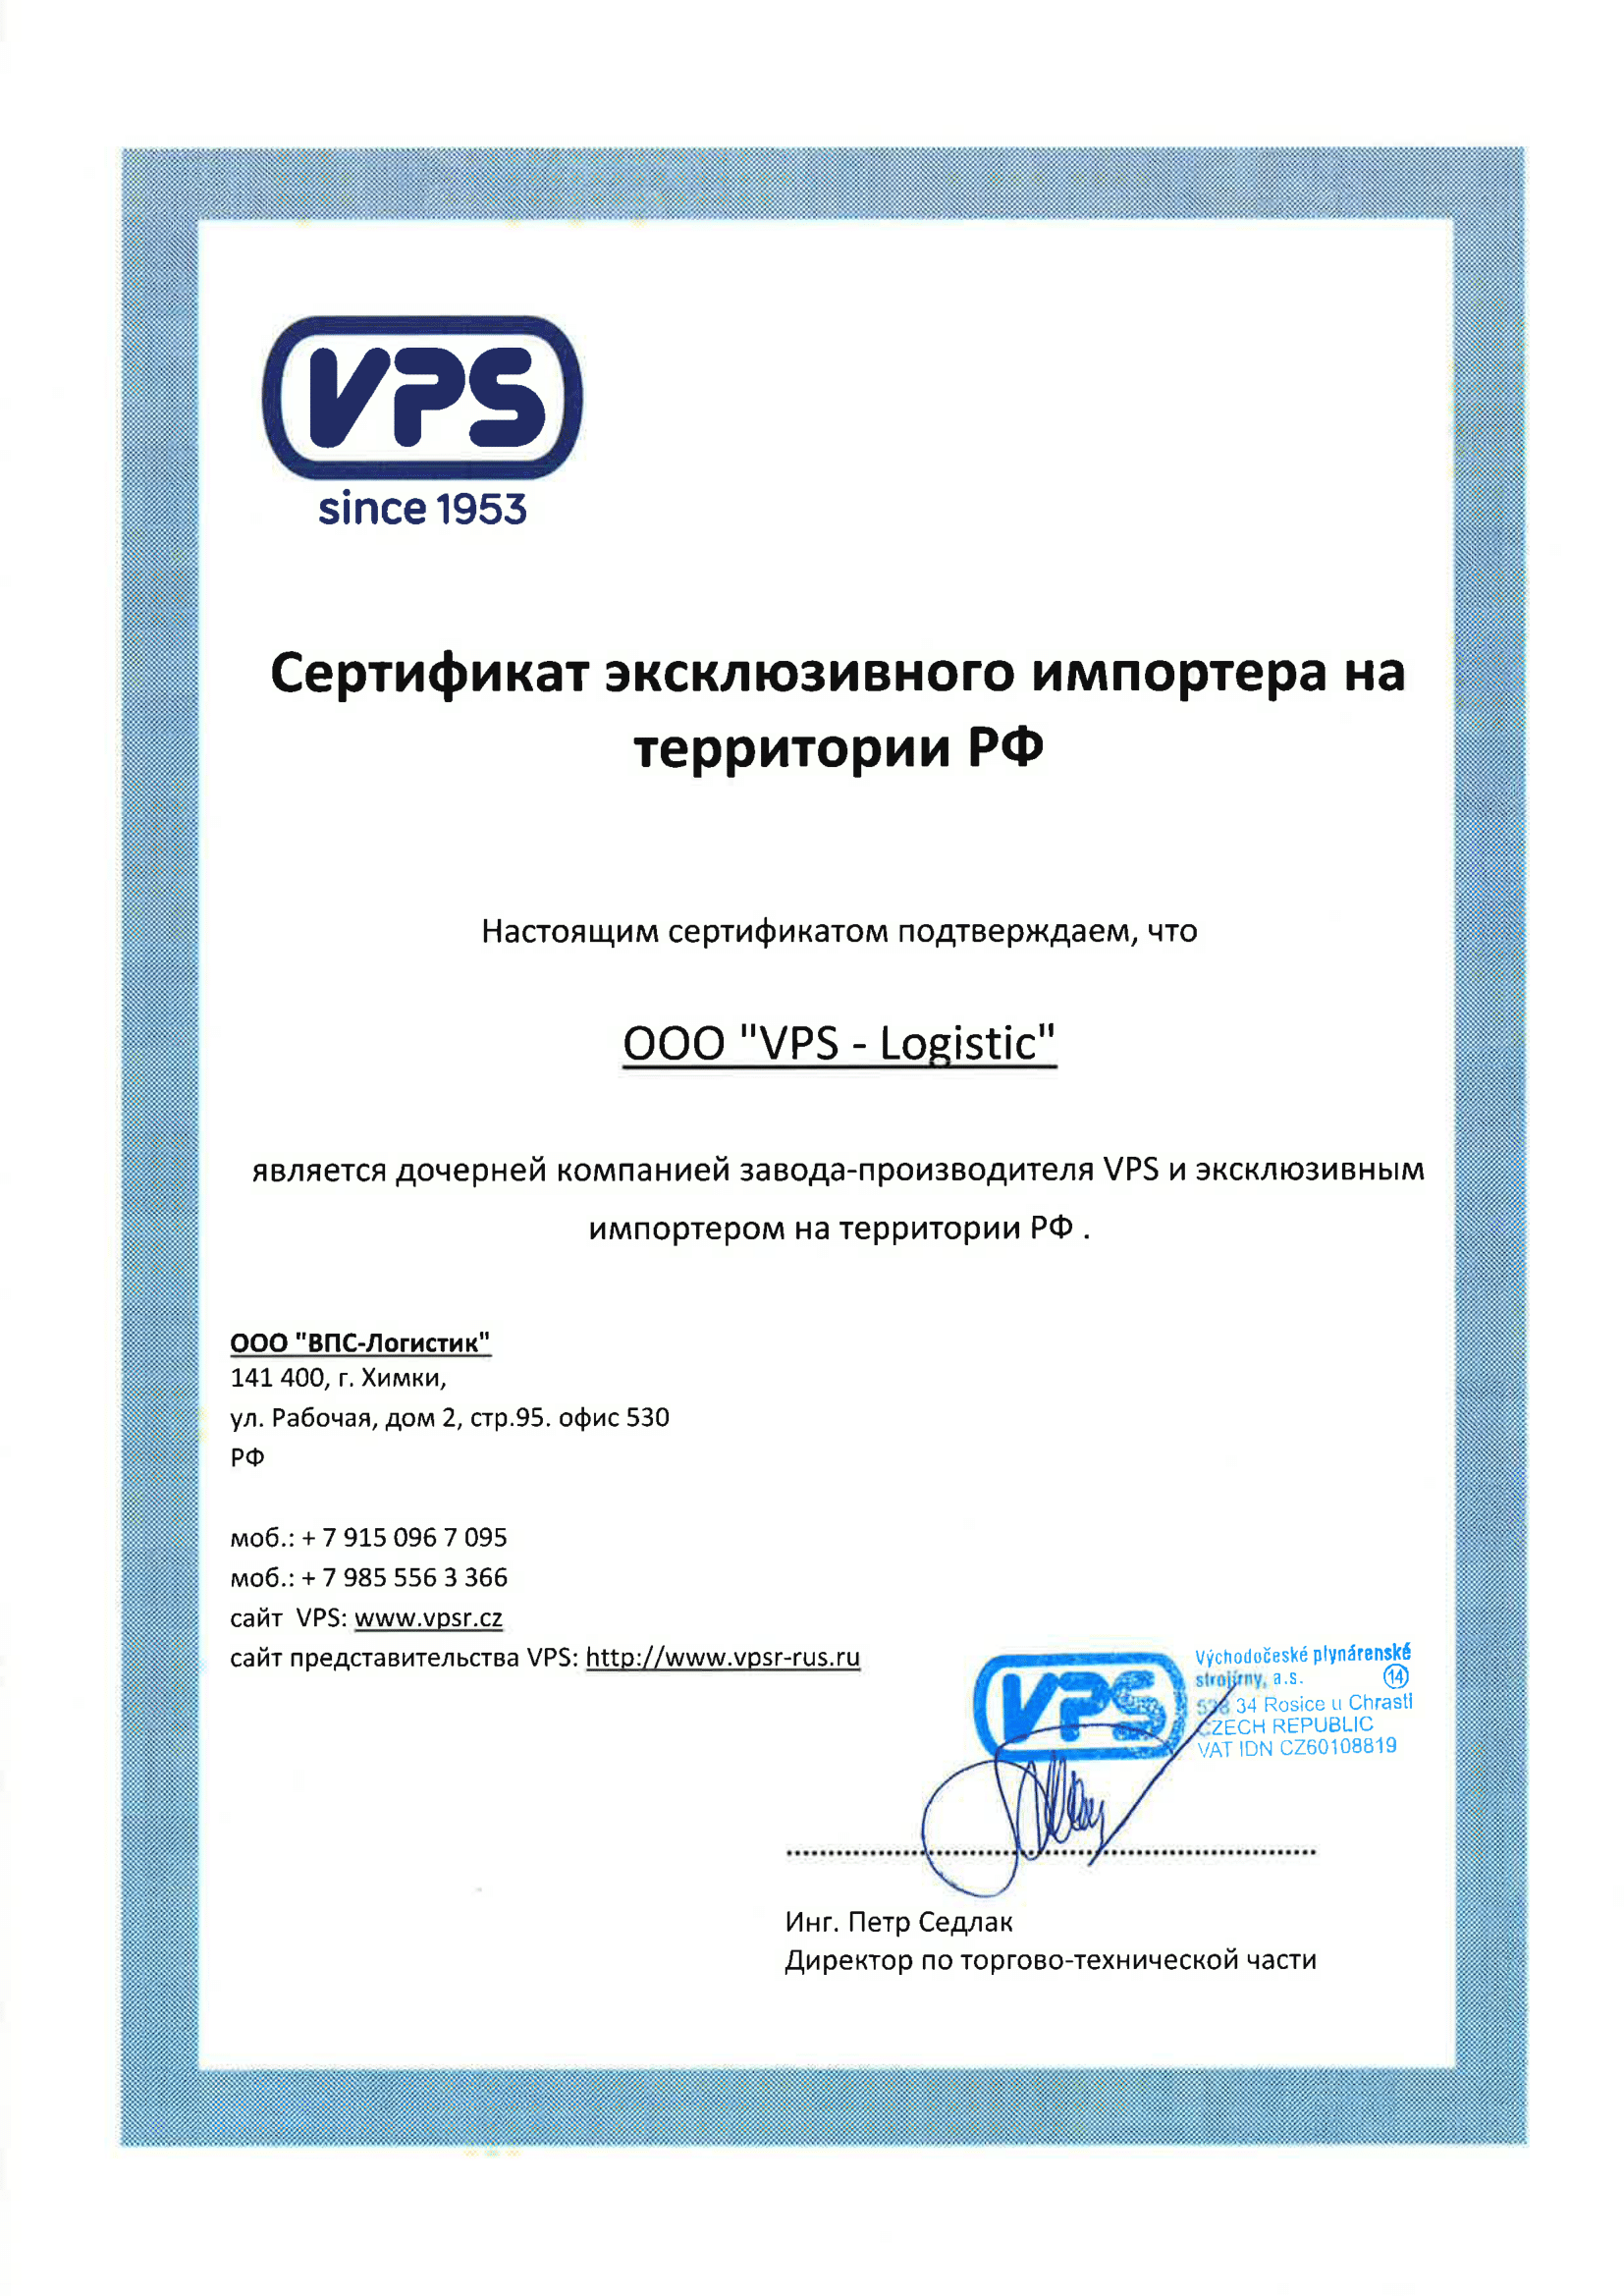 VPS
since 1953
Сертификат эксклюзивного импортера на
территории РФ
Настоящим сертификатом подтверждаем, что
ООО "VPS - Logistic"
является дочерней компанией завода-производителя VPS и эксклюзивным
импортером на территории РФ .
ООО "ВПС-Логистик"
141 400, г. Химки,
ул. Рабочая, дом 2, стр.95. офис 530
РФ
моб.: + 7 915 096 7 095
моб.: + 7 985 556 3 366
сайт  VPS: www.vpsr.cz
сайт представительства VPS: http://www.vpsr-rus.ru
VPS
Východočeské plynárenské
strojírny, a.s. 14
538 34 Rosice u Chrasti
CZECH REPUBLIC
VAT IDN CZ60108819
Инг. Петр Седлак
Директор по торгово-технической части